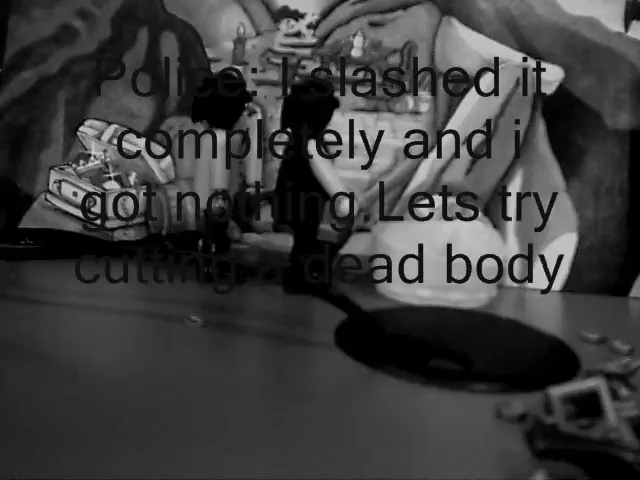 Police: I slashed it
completely and i
got nothing.Lets try
cutting a dead body